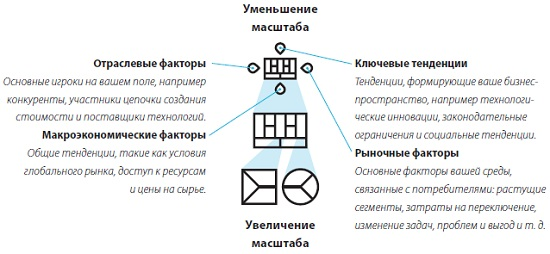 Уменьшение
масштаба
Отраслевые факторы
Основные игроки на вашем поле, например
конкуренты, участники цепочки создания
стоимости и поставщики технологий.
Макроэкономические факторы
Общие тенденции, такие как условия
глобального рынка, доступ к ресурсам
и цены на сырье.
Ключевые тенденции
Тенденции, формирующие ваше бизнес-
пространство, например технологи-
ческие инновации, законодательные
ограничения и социальные тенденции.
Рыночные факторы
Основные факторы вашей среды,
связанные с потребителями: растущие
сегменты, затраты на переключение,
изменение задач, проблем и выгод и т. д.
Увеличение
масштаба